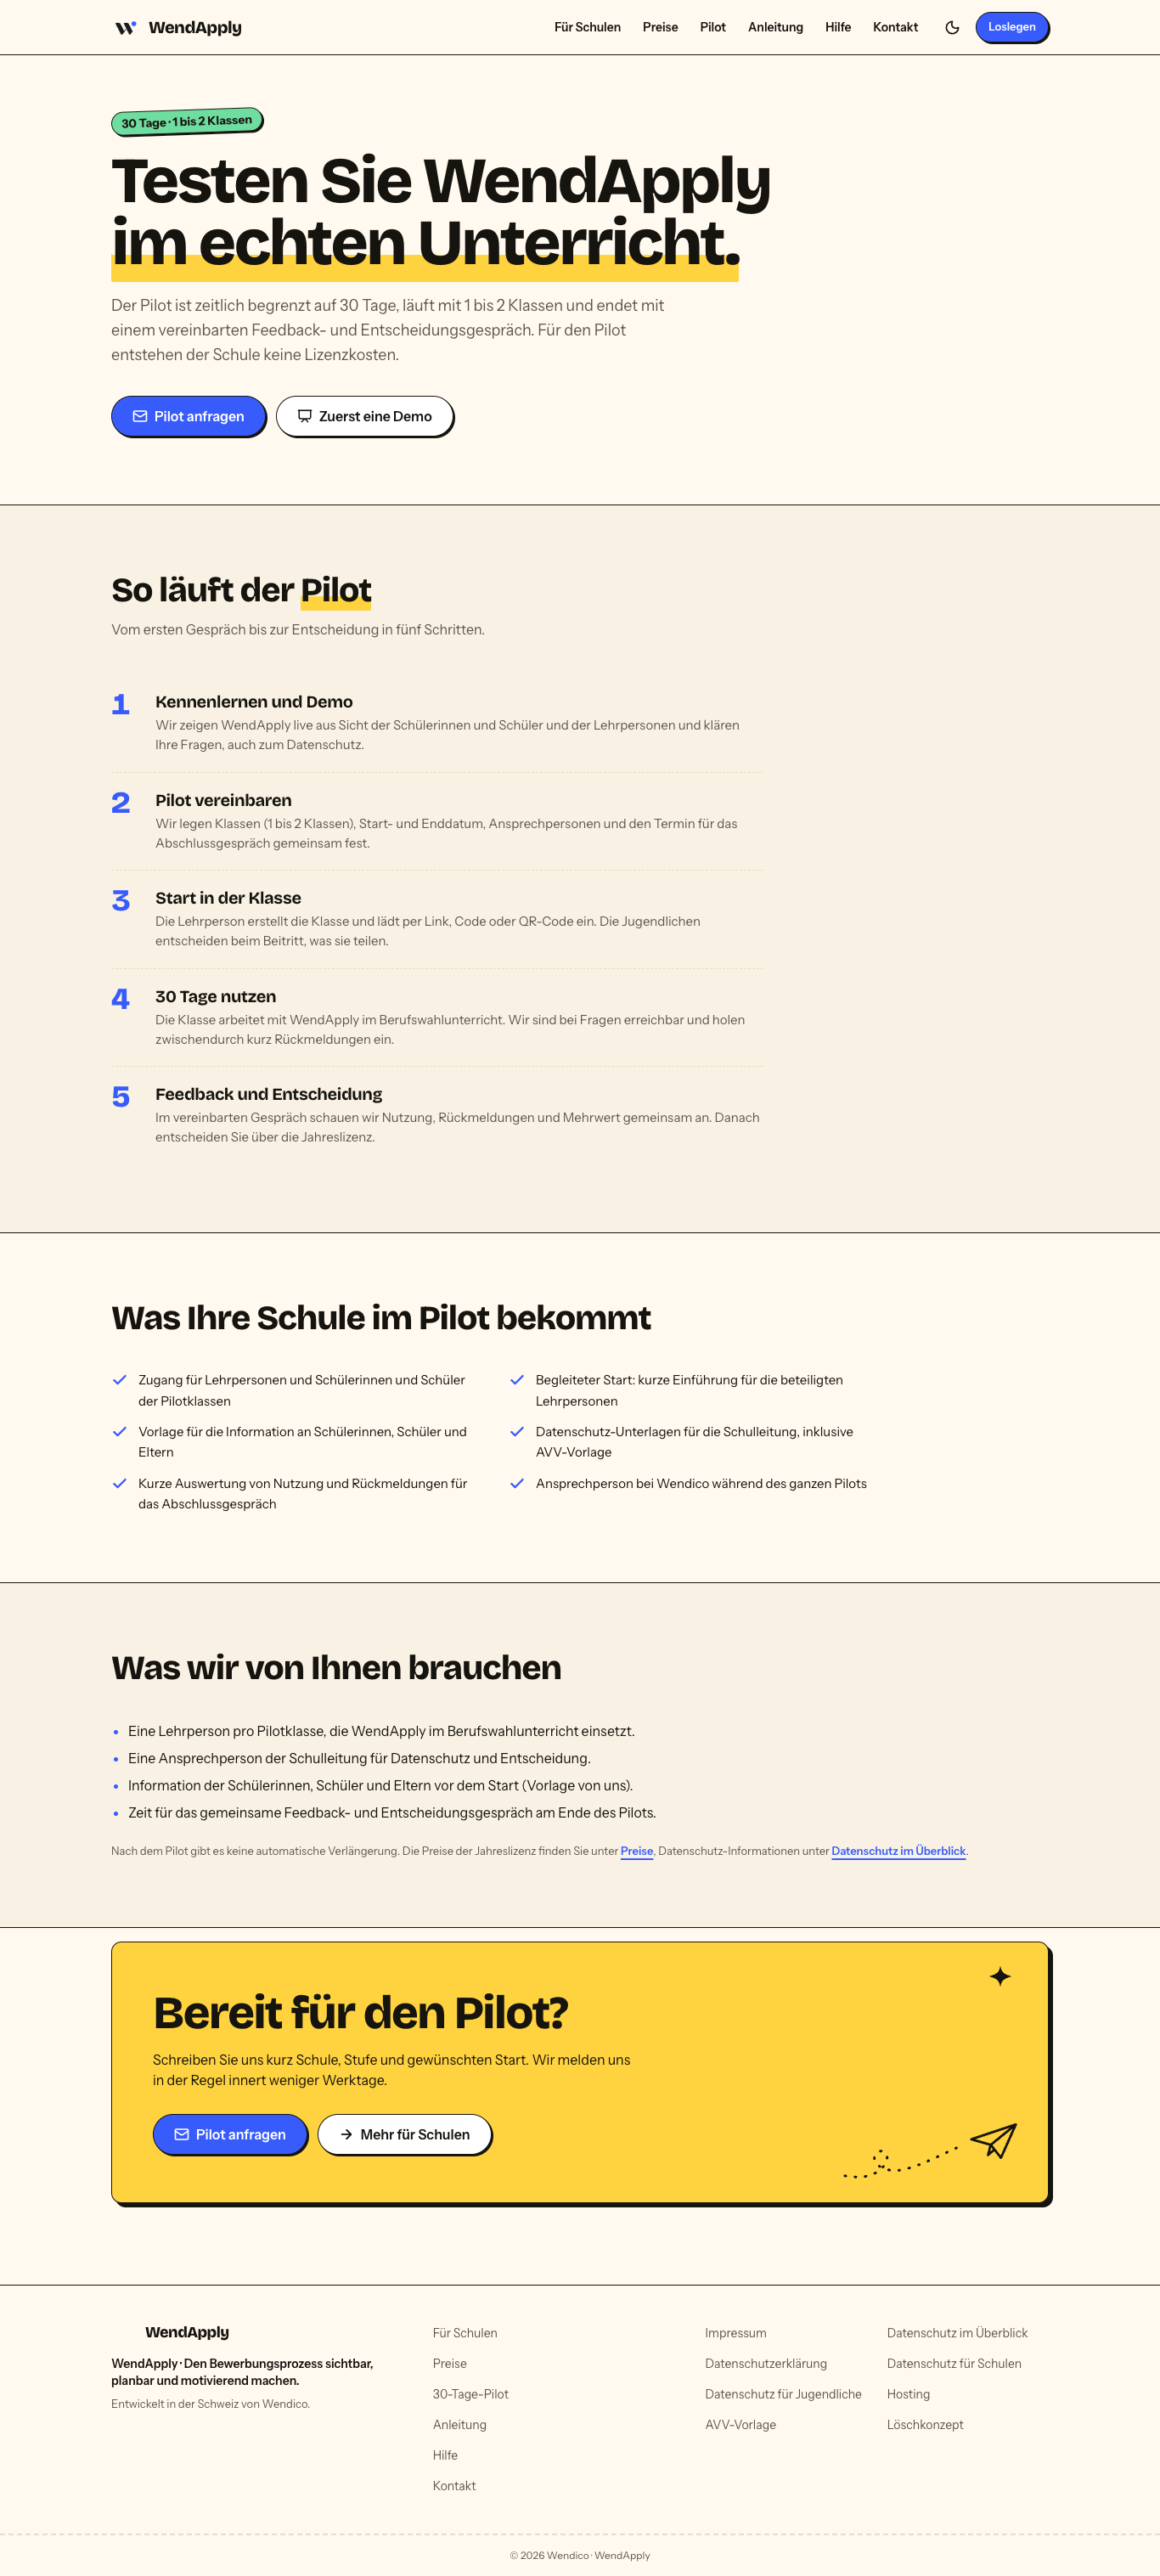 WendApply
Für Schulen
Preise
Pilot
Anleitung
Hilfe
Kontakt
Loslegen
30 Tage · 1 bis 2 Klassen
Testen Sie WendApply
im echten Unterricht.
Der Pilot ist zeitlich begrenzt auf 30 Tage, läuft mit 1 bis 2 Klassen und endet mit
einem vereinbarten Feedback- und Entscheidungsgespräch. Für den Pilot
entstehen der Schule keine Lizenzkosten.
Pilot anfragen
Zuerst eine Demo
So läuft der Pilot
Vom ersten Gespräch bis zur Entscheidung in fünf Schritten.
1
Kennenlernen und Demo
Wir zeigen WendApply live aus Sicht der Schülerinnen und Schüler und der Lehrpersonen und klären
Ihre Fragen, auch zum Datenschutz.
2
Pilot vereinbaren
Wir legen Klassen (1 bis 2 Klassen), Start- und Enddatum, Ansprechpersonen und den Termin für das
Abschlussgespräch gemeinsam fest.
3
Start in der Klasse
Die Lehrperson erstellt die Klasse und lädt per Link, Code oder QR-Code ein. Die Jugendlichen
entscheiden beim Beitritt, was sie teilen.
4
30 Tage nutzen
Die Klasse arbeitet mit WendApply im Berufswahlunterricht. Wir sind bei Fragen erreichbar und holen
zwischendurch kurz Rückmeldungen ein.
5
Feedback und Entscheidung
Im vereinbarten Gespräch schauen wir Nutzung, Rückmeldungen und Mehrwert gemeinsam an. Danach
entscheiden Sie über die Jahreslizenz.
Was Ihre Schule im Pilot bekommt
Zugang für Lehrpersonen und Schülerinnen und Schüler
der Pilotklassen
Begleiteter Start: kurze Einführung für die beteiligten
Lehrpersonen
Vorlage für die Information an Schülerinnen, Schüler und
Eltern
Datenschutz-Unterlagen für die Schulleitung, inklusive
AVV-Vorlage
Kurze Auswertung von Nutzung und Rückmeldungen für
das Abschlussgespräch
Ansprechperson bei Wendico während des ganzen Pilots
Was wir von Ihnen brauchen
Eine Lehrperson pro Pilotklasse, die WendApply im Berufswahlunterricht einsetzt.
Eine Ansprechperson der Schulleitung für Datenschutz und Entscheidung.
Information der Schülerinnen, Schüler und Eltern vor dem Start (Vorlage von uns).
Zeit für das gemeinsame Feedback- und Entscheidungsgespräch am Ende des Pilots.
Nach dem Pilot gibt es keine automatische Verlängerung. Die Preise der Jahreslizenz finden Sie unter Preise, Datenschutz-Informationen unter Datenschutz im Überblick.
Bereit für den Pilot?
Schreiben Sie uns kurz Schule, Stufe und gewünschten Start. Wir melden uns
in der Regel innert weniger Werktage.
Pilot anfragen
Mehr für Schulen
WendApply
WendApply · Den Bewerbungsprozess sichtbar,
planbar und motivierend machen.
Entwickelt in der Schweiz von Wendico.
Für Schulen
Preise
30-Tage-Pilot
Anleitung
Hilfe
Kontakt
Impressum
Datenschutzerklärung
Datenschutz für Jugendliche
AVV-Vorlage
Datenschutz im Überblick
Datenschutz für Schulen
Hosting
Löschkonzept
© 2026 Wendico · WendApply